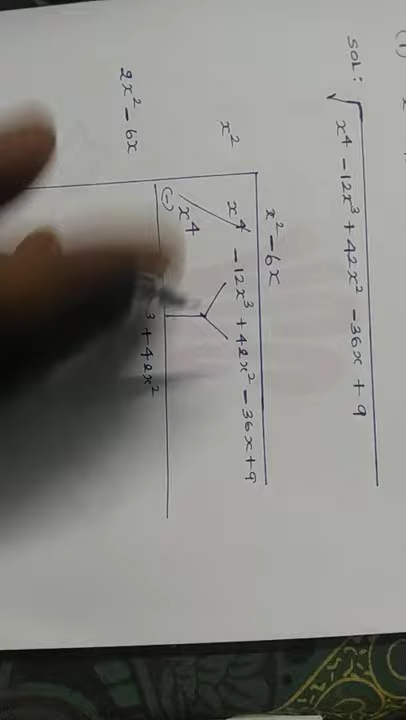 (1)
SOL: √x⁴ - 12x³ + 42x² - 36x + 9
x² - 6x
x² x⁴ - 12x³ + 42x² - 36x + 9
(-) x⁴
2x² - 6x ³ + 42x²